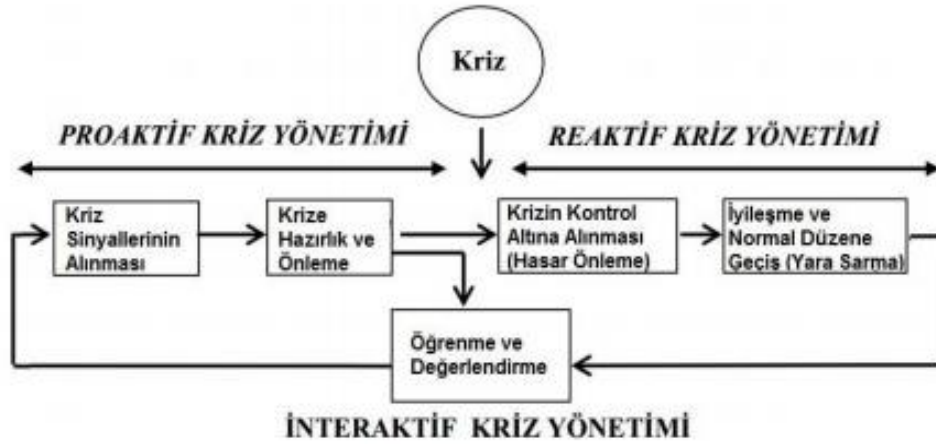 Kriz
PROAKTİF KRİZ YÖNETİMİ
REAKTİF KRİZ YÖNETİMİ
Kriz
Sinyallerinin
Alınması
Krize
Hazırlık ve
Önleme
Krizin Kontrol
Altına Alınması
(Hasar Önleme)
İyileşme ve
Normal Düzene
Geçiş (Yara Sarma)
Öğrenme ve
Değerlendirme
İNTERAKTİF KRİZ YÖNETİMİ